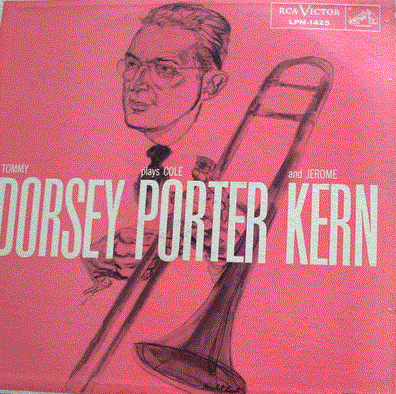 RCA VICTOR
LPM-1425
TOMMY plays COLE and JEROME
DORSEY PORTER KERN